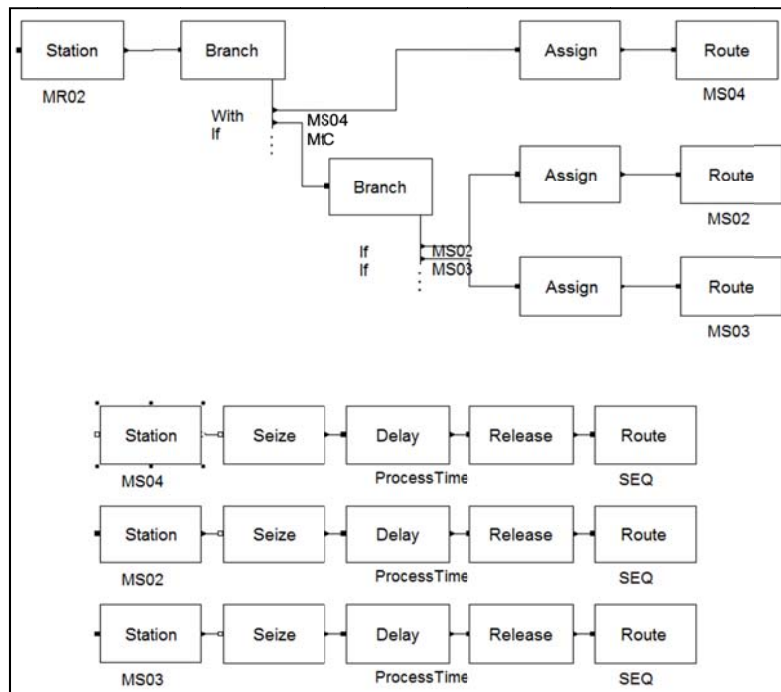 Station
Branch
Assign
Route
MR02
MS04
With
If
MS04
MtC
Branch
Assign
Route
MS02
If
If
MS02
MS03
Assign
Route
MS03
Station
Seize
Delay
Release
Route
MS04
ProcessTime
SEQ
Station
Seize
Delay
Release
Route
MS02
ProcessTime
SEQ
Station
Seize
Delay
Release
Route
MS03
ProcessTime
SEQ